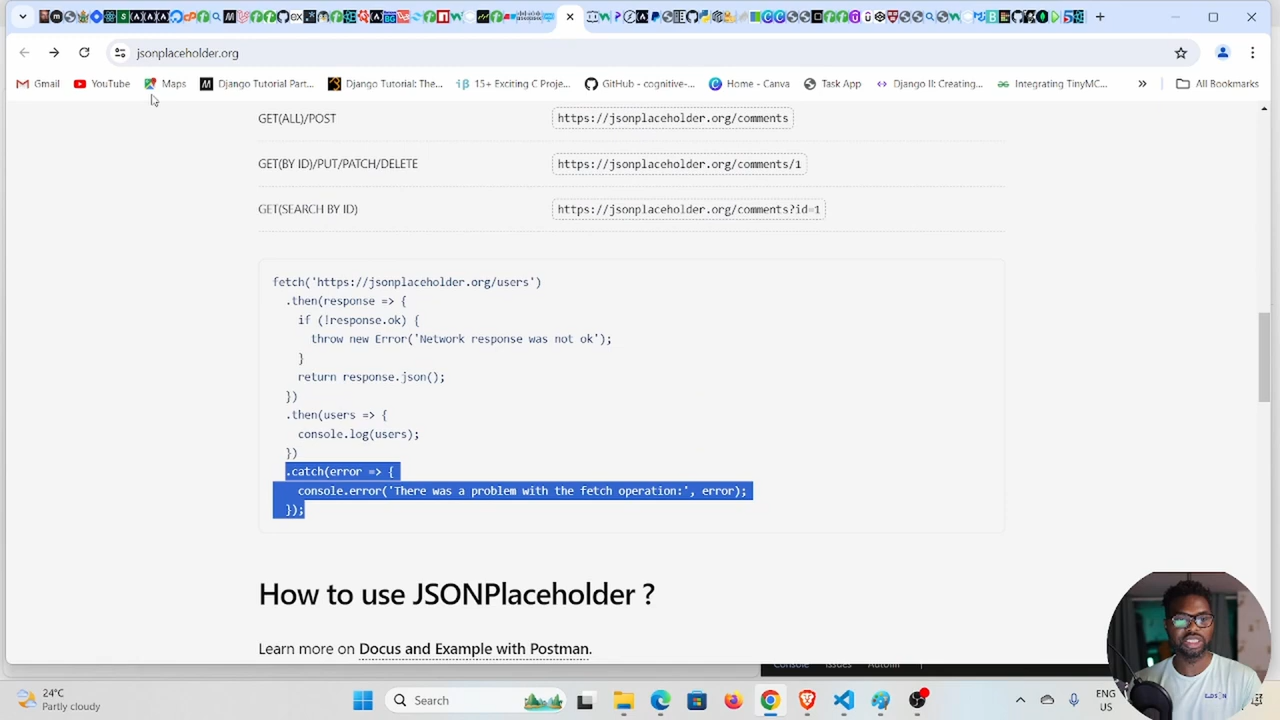 jsonplaceholder.org
Gmail
YouTube
Maps
Django Tutorial Part...
Django Tutorial: The...
15+ Exciting C Proje...
GitHub - cognitive-...
Home - Canva
Task App
Django II: Creating...
Integrating TinyMC...
All Bookmarks
GET(ALL)/POST https://jsonplaceholder.org/comments
GET(BY ID)/PUT/PATCH/DELETE https://jsonplaceholder.org/comments/1
GET(SEARCH BY ID) https://jsonplaceholder.org/comments?id=1
fetch('https://jsonplaceholder.org/users')
.then(response => {
if (!response.ok) {
throw new Error('Network response was not ok');
}
return response.json();
})
.then(users => {
console.log(users);
})
.catch(error => {
console.error('There was a problem with the fetch operation:', error);
});
How to use JSONPlaceholder ?
Learn more on Docus and Example with Postman.
Console Issues Autofill
24°C
Partly cloudy
Search
ENG
US